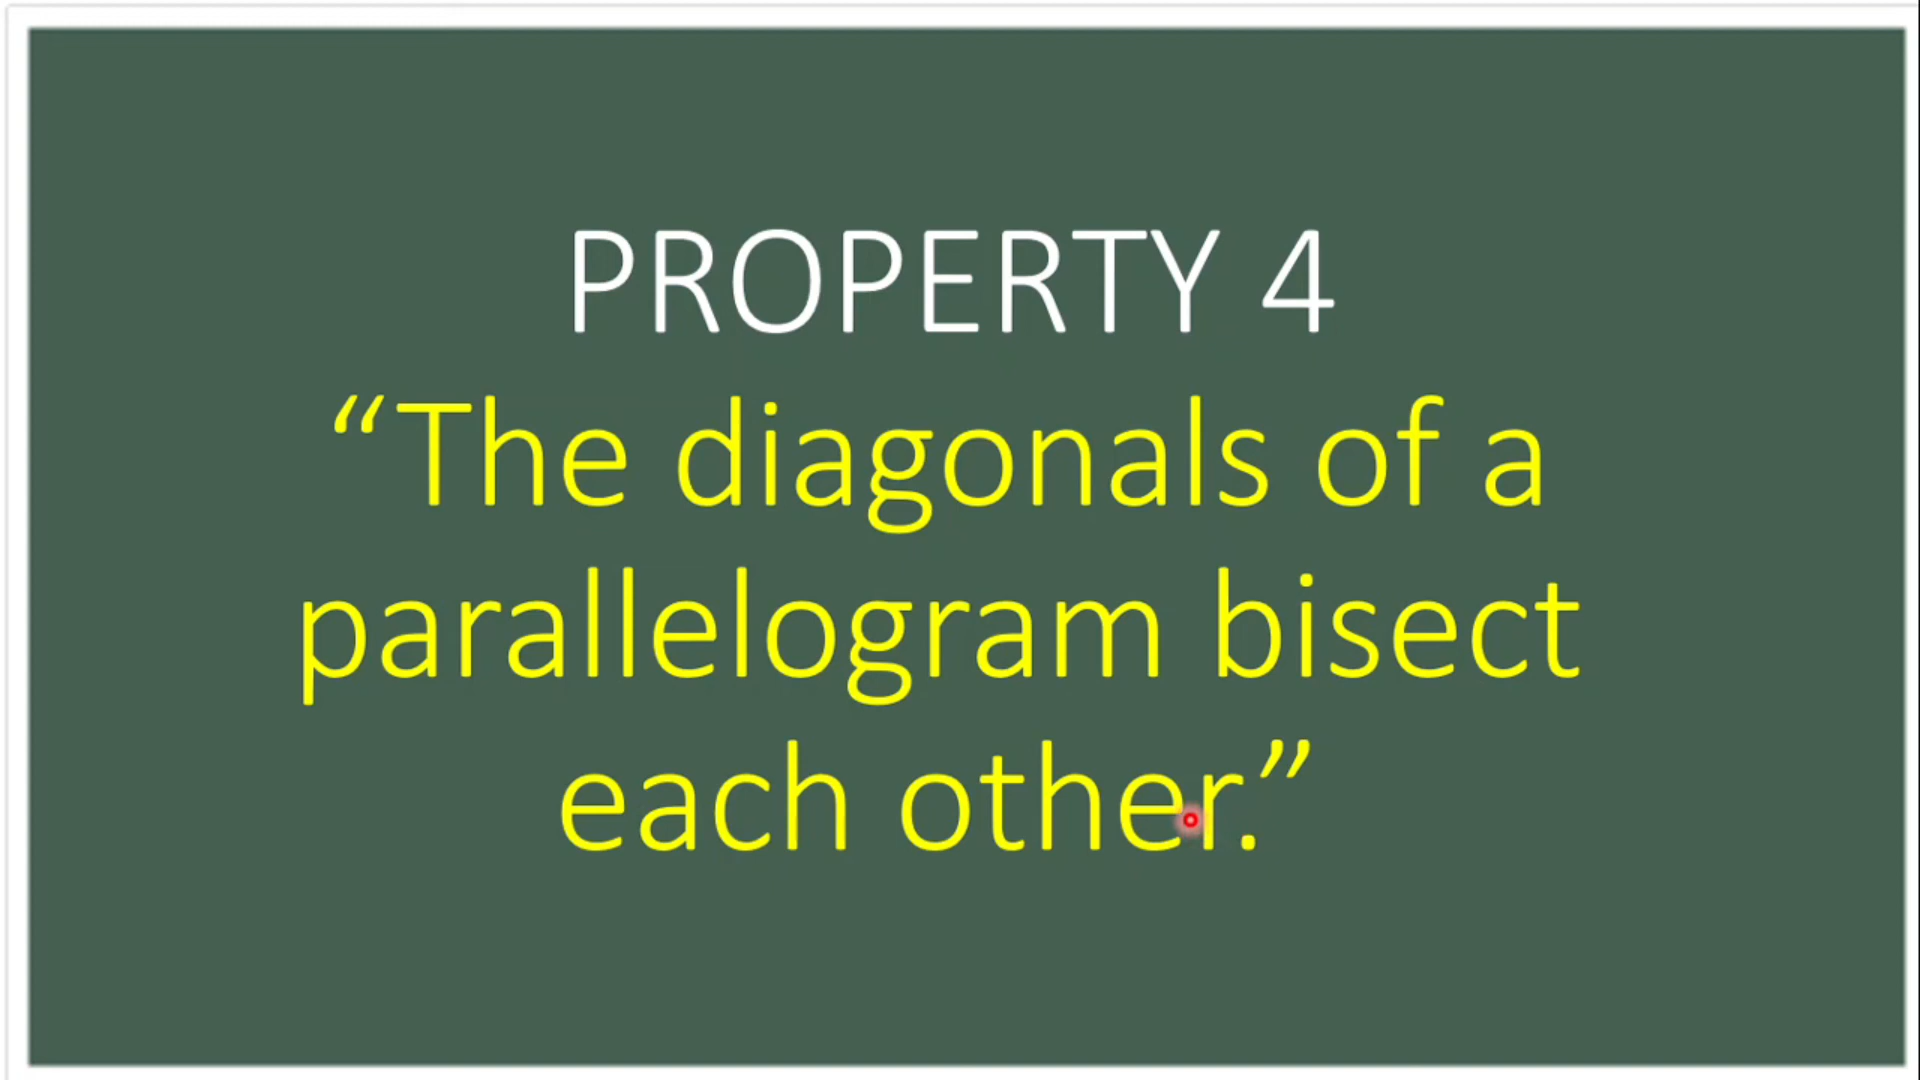 PROPERTY 4
“The diagonals of a
parallelogram bisect
each other.”